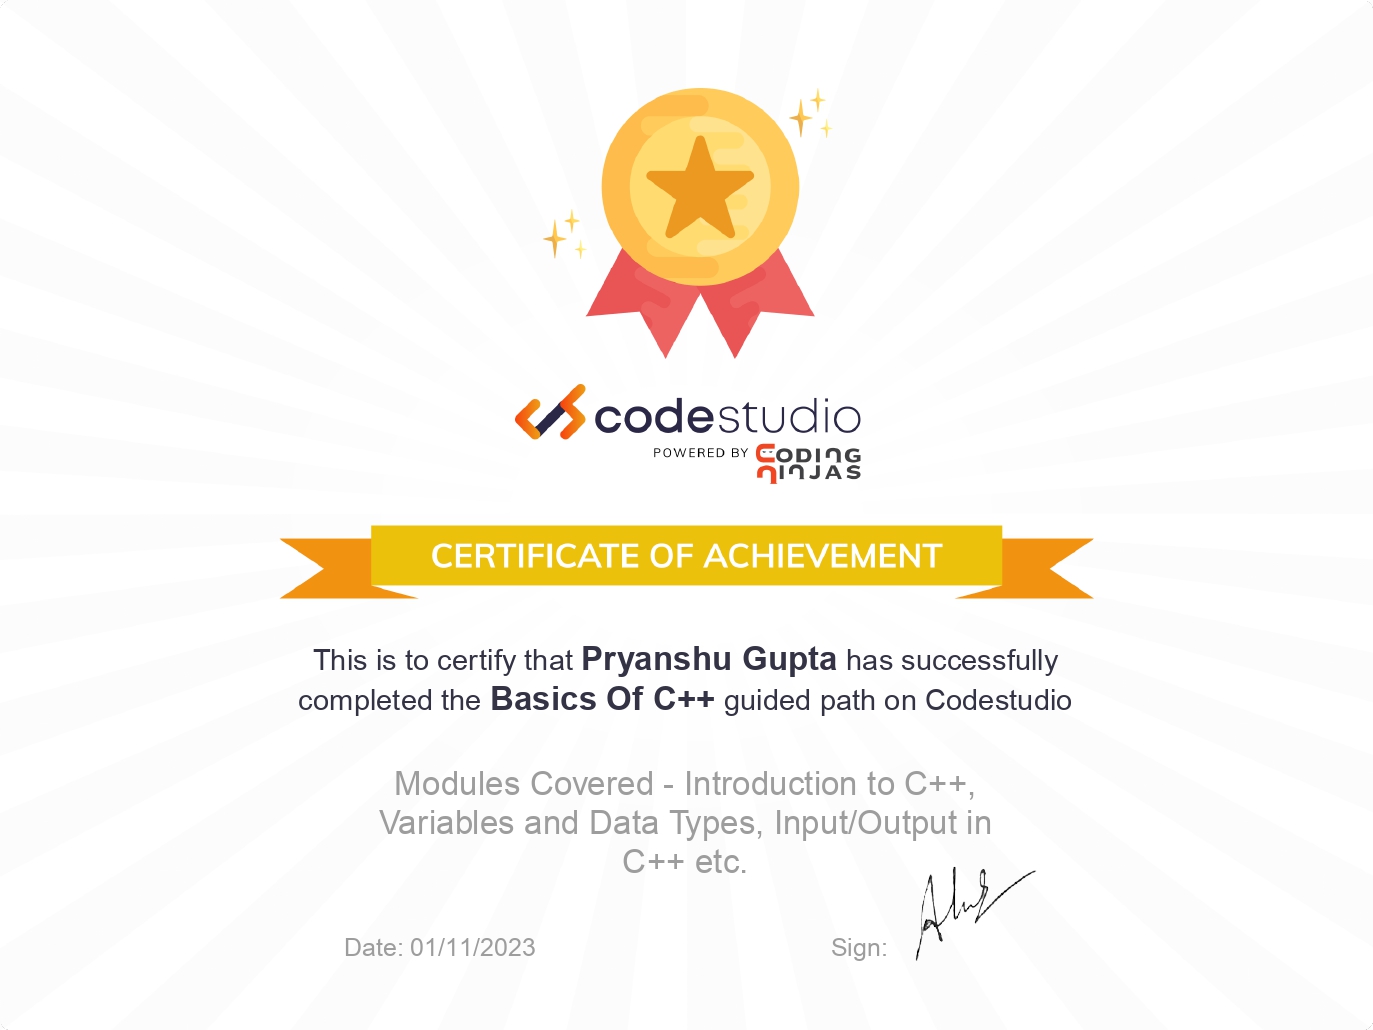 codestudio
POWERED BY CODING NINJAS
CERTIFICATE OF ACHIEVEMENT
This is to certify that Pryanshu Gupta has successfully
completed the Basics Of C++ guided path on Codestudio
Modules Covered - Introduction to C++,
Variables and Data Types, Input/Output in
C++ etc.
Date: 01/11/2023 Sign: